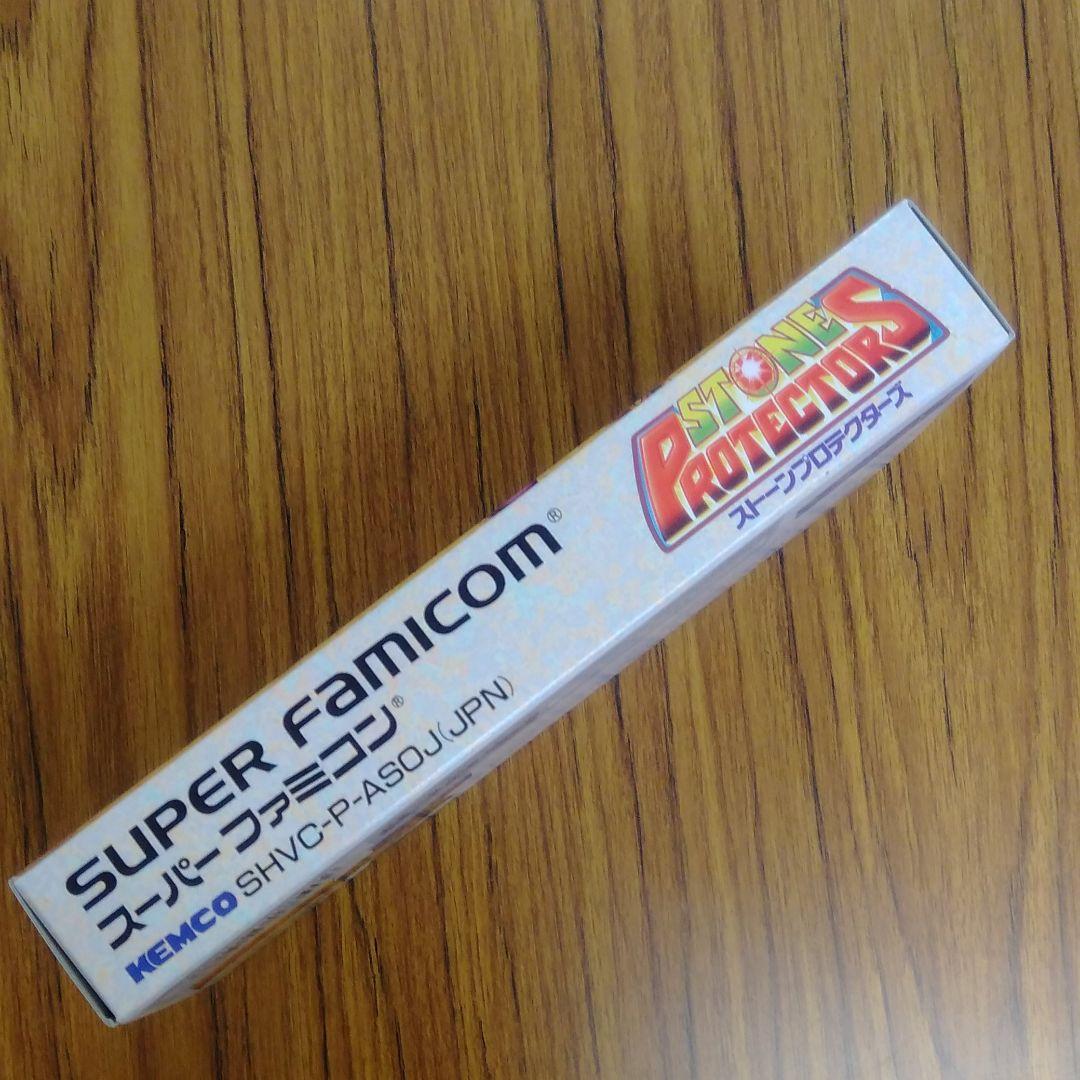 SUPER FAMICOM®
スーパーファミコン®
KEMCO SHVC-P-ASOJ(JPN)
STONE
PROTECTORS
ストーンプロテクターズ